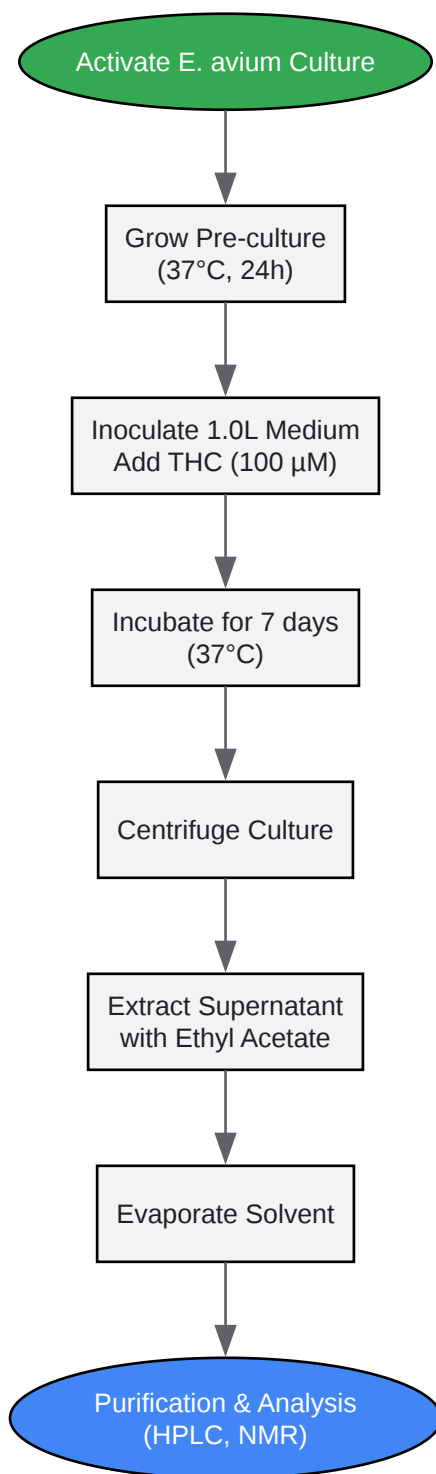 Activate E. avium Culture
Grow Pre-culture
(37°C, 24h)
Inoculate 1.0L Medium
Add THC (100 µM)
Incubate for 7 days
(37°C)
Centrifuge Culture
Extract Supernatant
with Ethyl Acetate
Evaporate Solvent
Purification & Analysis
(HPLC, NMR)